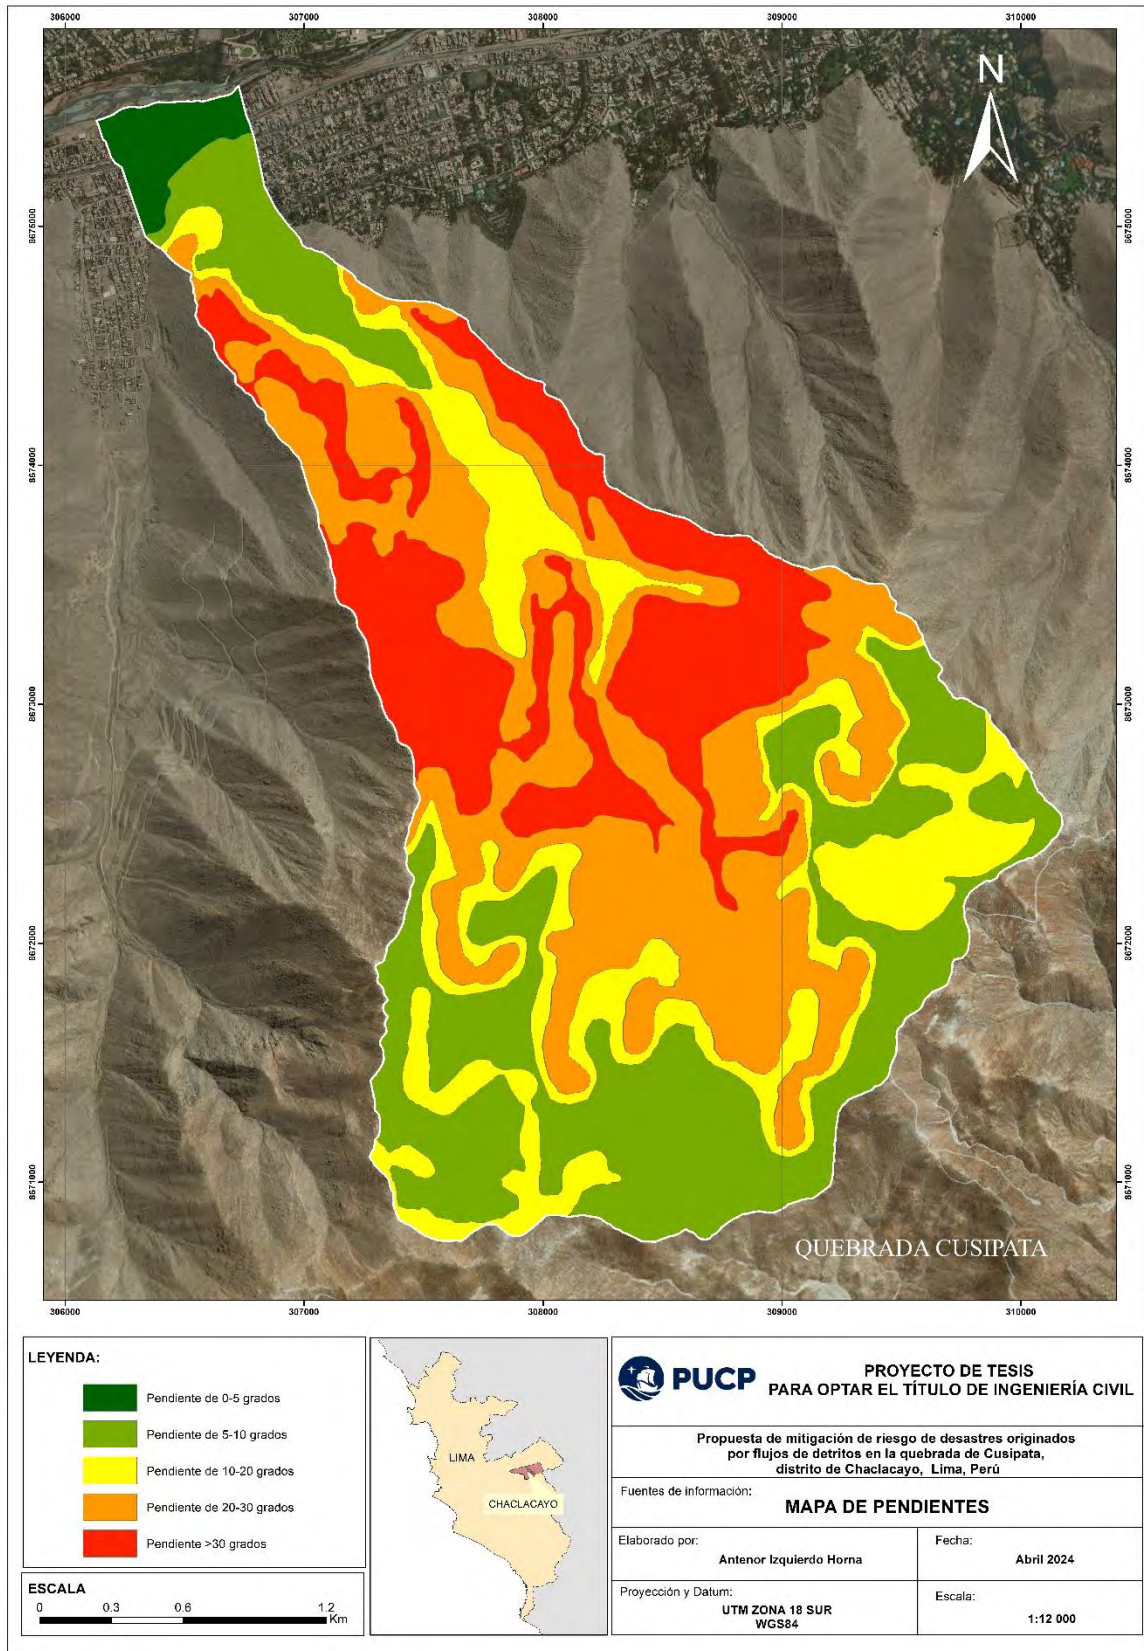 306000
307000
308000
309000
310000
N
8675000
8675000
8674000
8674000
8673000
8673000
8672000
8672000
8671000
8671000
QUEBRADA CUSIPATA
306000
307000
308000
309000
310000
LEYENDA:
Pendiente de 0-5 grados
Pendiente de 5-10 grados
Pendiente de 10-20 grados
Pendiente de 20-30 grados
Pendiente >30 grados
ESCALA
0 0.3 0.6 1.2
Km
LIMA
CHACLACAYO
PUCP
PROYECTO DE TESIS
PARA OPTAR EL TÍTULO DE INGENIERÍA CIVIL
Propuesta de mitigación de riesgo de desastres originados
por flujos de detritos en la quebrada de Cusipata,
distrito de Chaclacayo, Lima, Perú
Fuentes de información:
MAPA DE PENDIENTES
Elaborado por:
Antenor Izquierdo Horna
Fecha:
Abril 2024
Proyección y Datum:
UTM ZONA 18 SUR
WGS84
Escala:
1:12 000